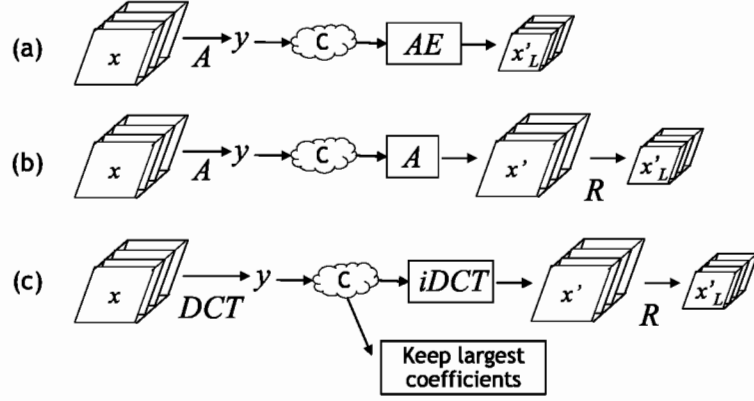 (a) x A y C AE x'L
(b) x A y C A x' R x'L
(c) x DCT y C iDCT x' R x'L
Keep largest
coefficients